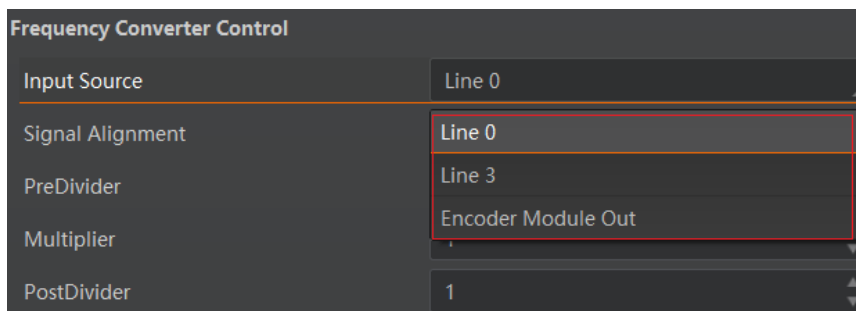 Frequency Converter Control
Input Source Line 0
Signal Alignment Line 0
PreDivider Line 3
Encoder Module Out
Multiplier
PostDivider 1